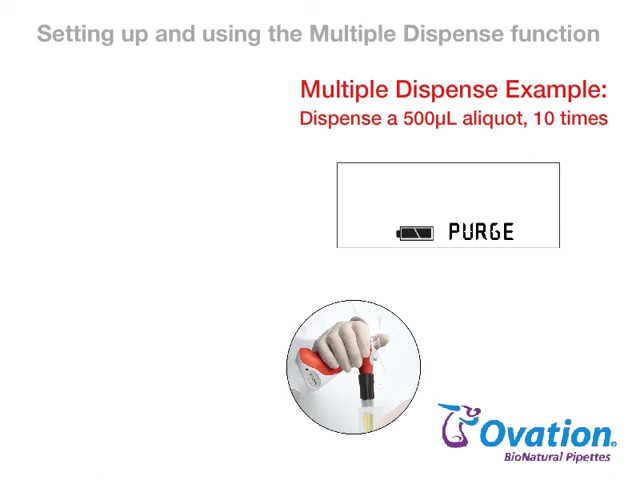 Setting up and using the Multiple Dispense function
Multiple Dispense Example:
Dispense a 500µL aliquot, 10 times
PURGE
Ovation®
BioNatural Pipettes